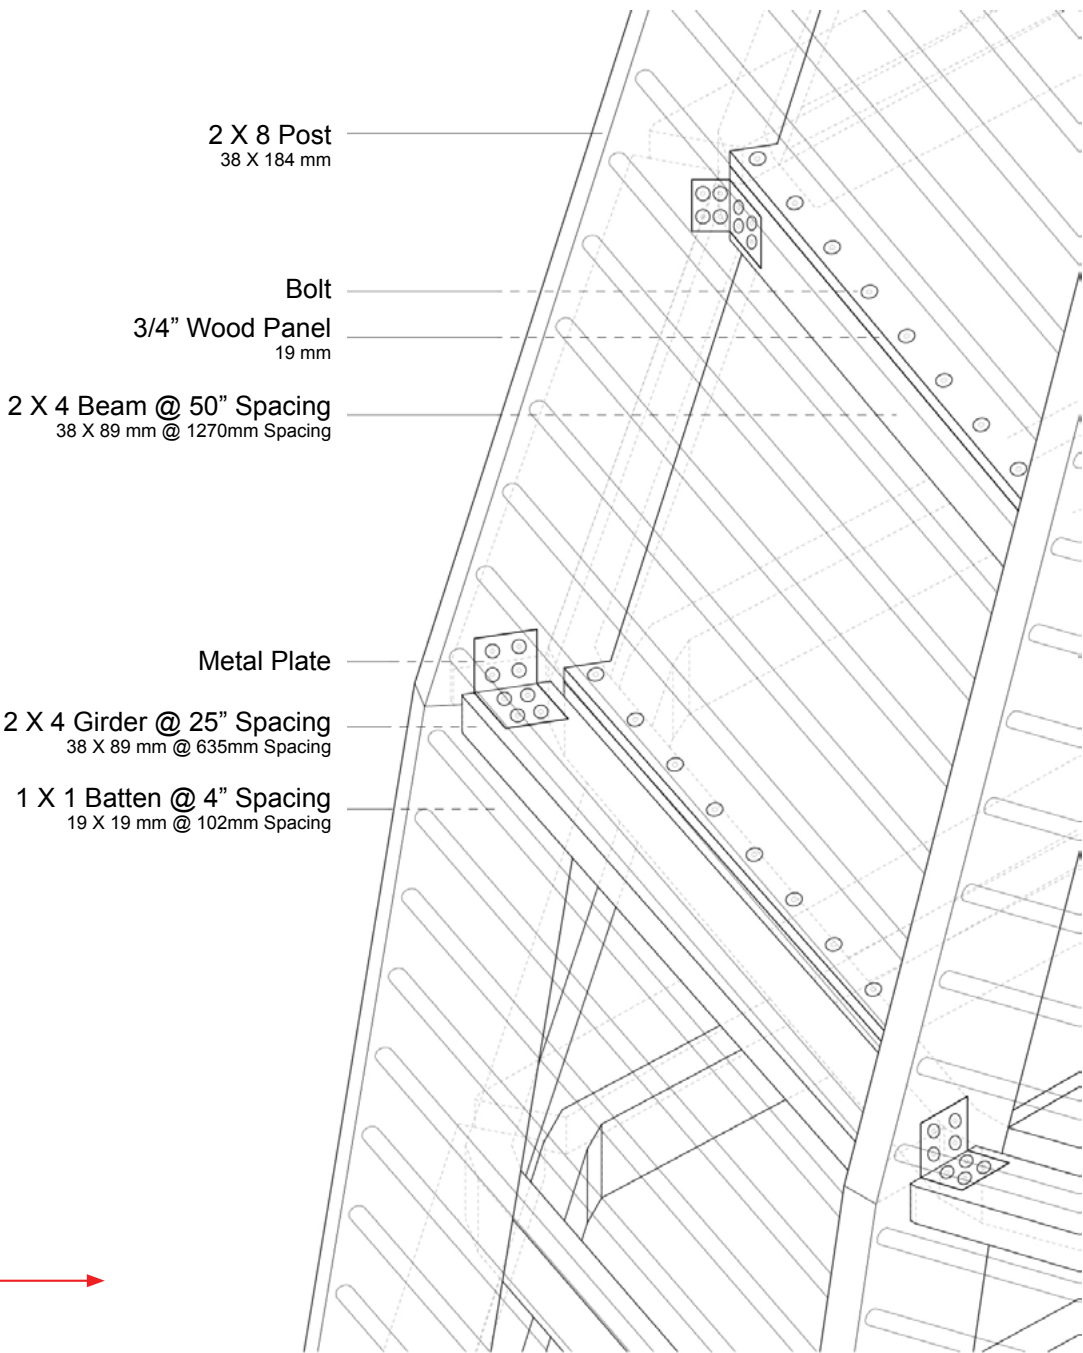 2 X 8 Post
38 X 184 mm
Bolt
3/4” Wood Panel
19 mm
2 X 4 Beam @ 50” Spacing
38 X 89 mm @ 1270mm Spacing
Metal Plate
2 X 4 Girder @ 25” Spacing
38 X 89 mm @ 635mm Spacing
1 X 1 Batten @ 4” Spacing
19 X 19 mm @ 102mm Spacing